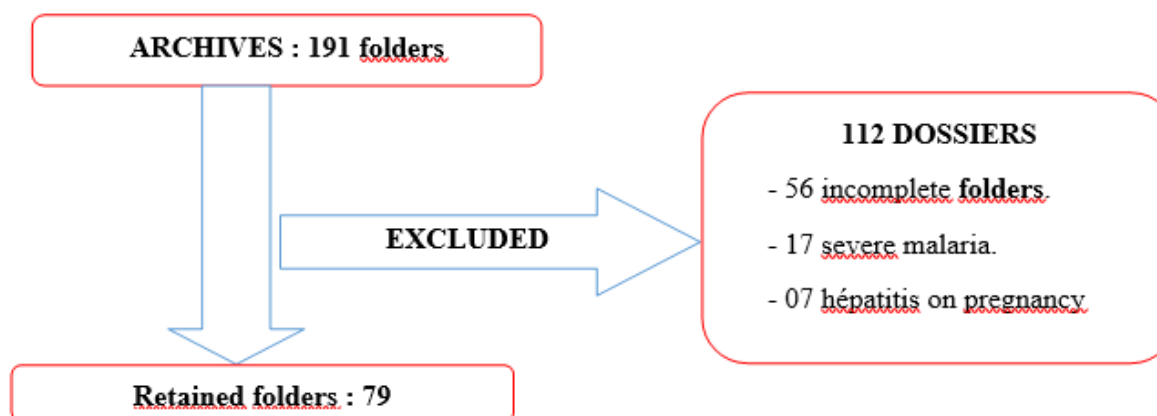 ARCHIVES : 191 folders
112 DOSSIERS
- 56 incomplete folders.
EXCLUDED
- 17 severe malaria.
- 07 hépatitis on pregnancy
Retained folders : 79